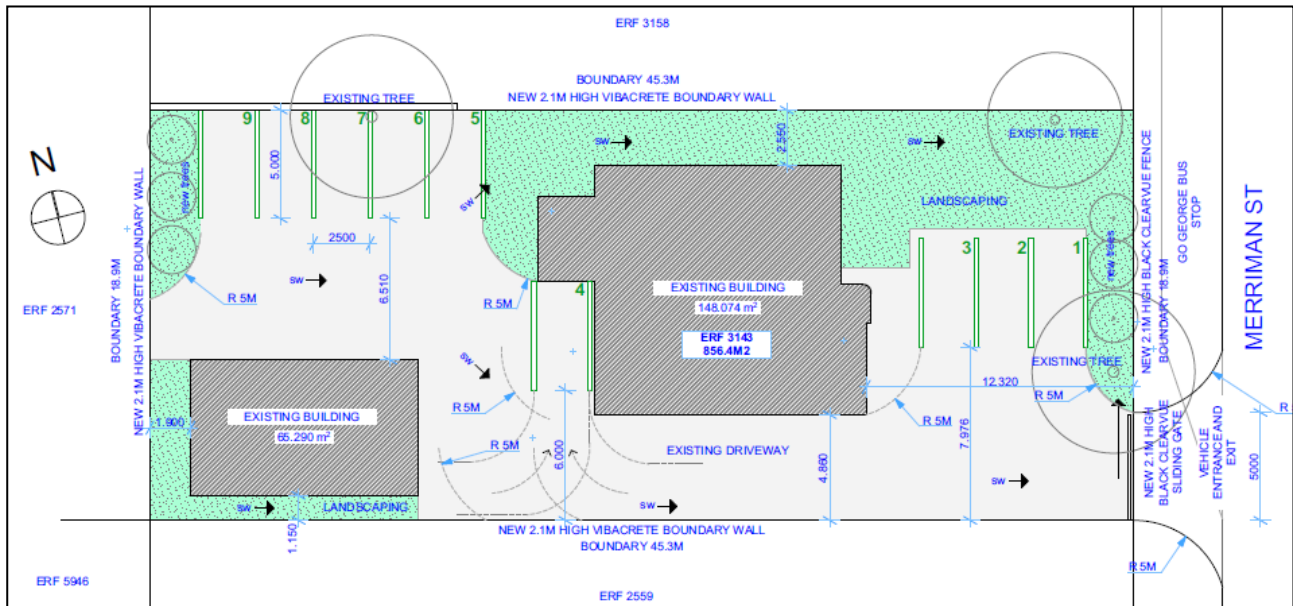 ERF 3158
BOUNDARY 45.3M
NEW 2.1M HIGH VIBACRETE BOUNDARY WALL
EXISTING TREE
9
8
7
6
5
5.000
2500
6.510
new trees
SW
R 5M
SW
SW
R 5M
SW
SW
2.550
SW
EXISTING TREE
LANDSCAPING
N
BOUNDARY 18.9M
NEW 2.1M HIGH VIBACRETE BOUNDARY WALL
ERF 2571
4
EXISTING BUILDING
148.074 m²
ERF 3143
856.4M2
3
2
1
new trees
EXISTING TREE
12.320
R 5M
R 5M
NEW 2.1M HIGH BLACK CLEARVUE FENCE
BOUNDARY 18.9M
GO GEORGE BUS
STOP
MERRIMAN ST
EXISTING BUILDING
65.290 m²
1.900
R 5M
R 5M
6.000
EXISTING DRIVEWAY
4.860
7.976
SW
NEW 2.1M HIGH
BLACK CLEARVUE
SLIDING GATE
VEHICLE
ENTRANCE AND
EXIT
5000
R
SW
LANDSCAPING
1.150
SW
NEW 2.1M HIGH VIBACRETE BOUNDARY WALL
BOUNDARY 45.3M
R 5M
ERF 5946
ERF 2559